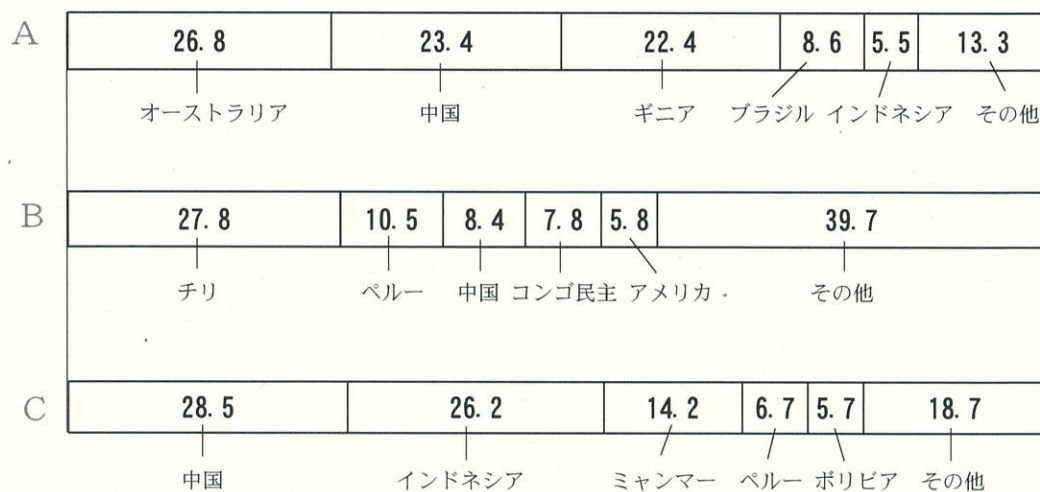 A 26.8 23.4 22.4 8.6 5.5 13.3
オーストラリア 中国 ギニア ブラジル インドネシア その他
B 27.8 10.5 8.4 7.8 5.8 39.7
チリ ペルー 中国 コンゴ民主 アメリカ その他
C 28.5 26.2 14.2 6.7 5.7 18.7
中国 インドネシア ミャンマー ペルー ボリビア その他